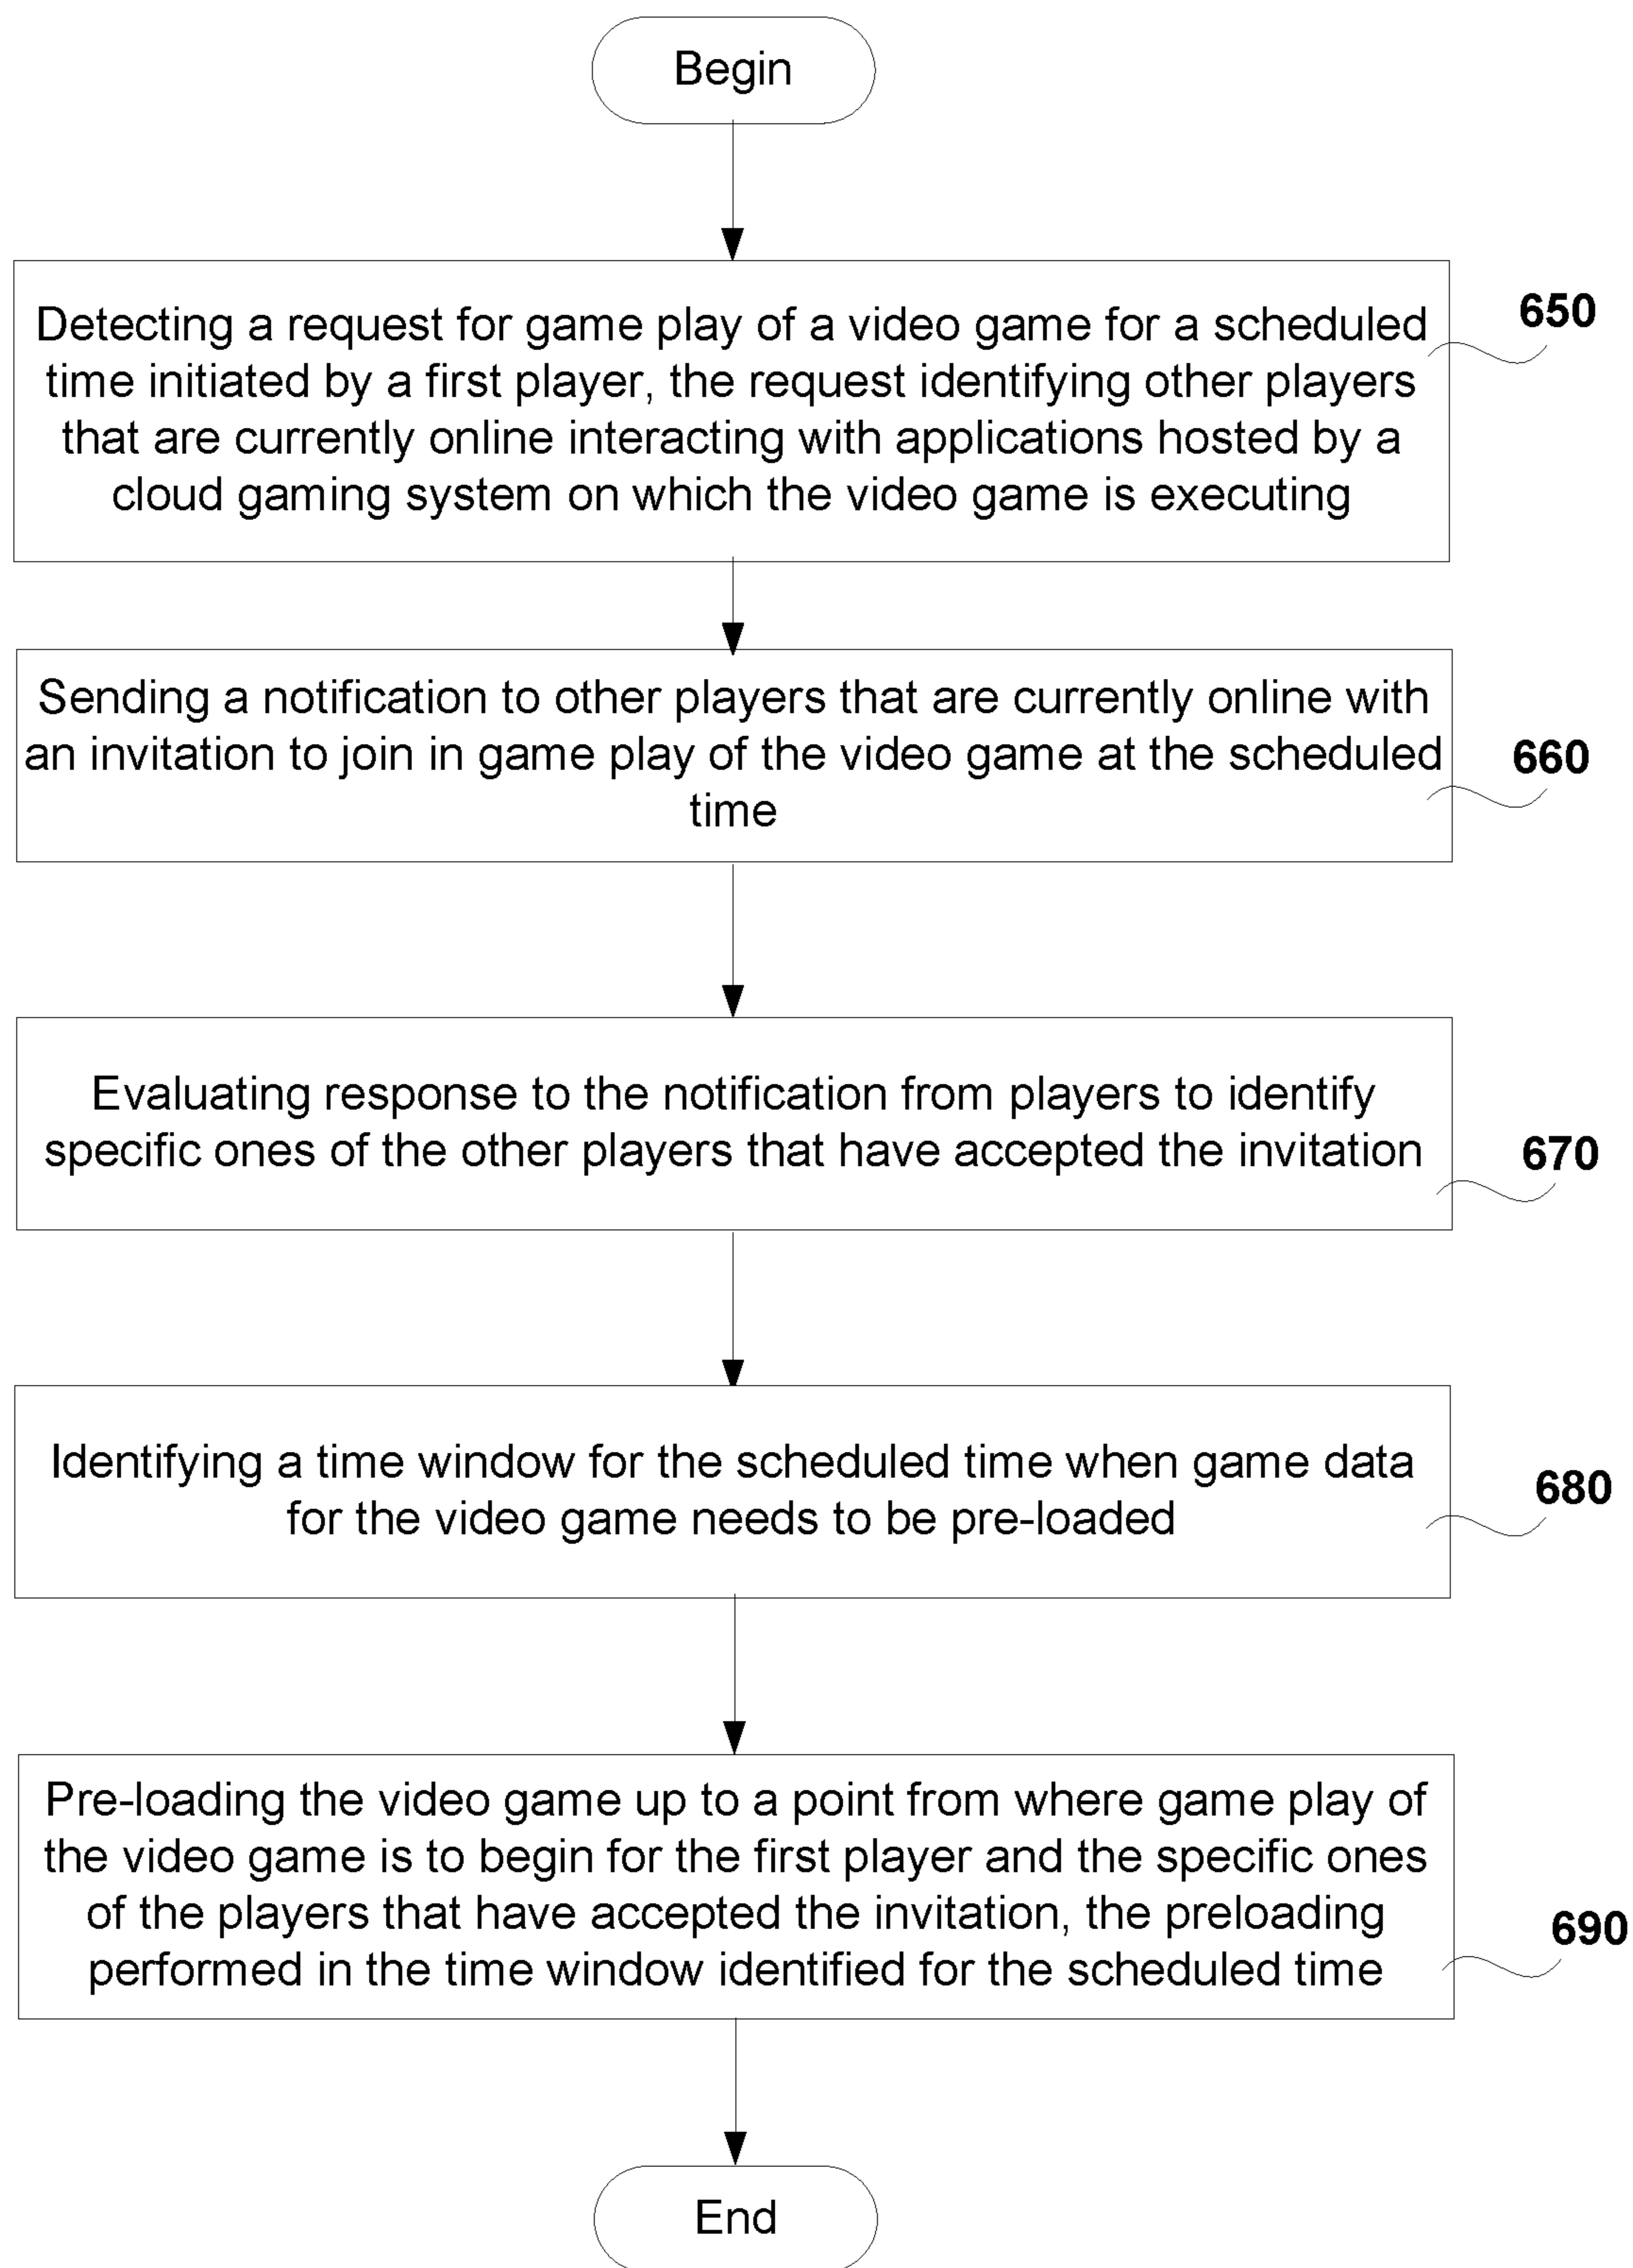 Begin
Detecting a request for game play of a video game for a scheduled
time initiated by a first player, the request identifying other players
that are currently online interacting with applications hosted by a
cloud gaming system on which the video game is executing
650
Sending a notification to other players that are currently online with
an invitation to join in game play of the video game at the scheduled
time
660
Evaluating response to the notification from players to identify
specific ones of the other players that have accepted the invitation
670
Identifying a time window for the scheduled time when game data
for the video game needs to be pre-loaded
680
Pre-loading the video game up to a point from where game play of
the video game is to begin for the first player and the specific ones
of the players that have accepted the invitation, the preloading
performed in the time window identified for the scheduled time
690
End